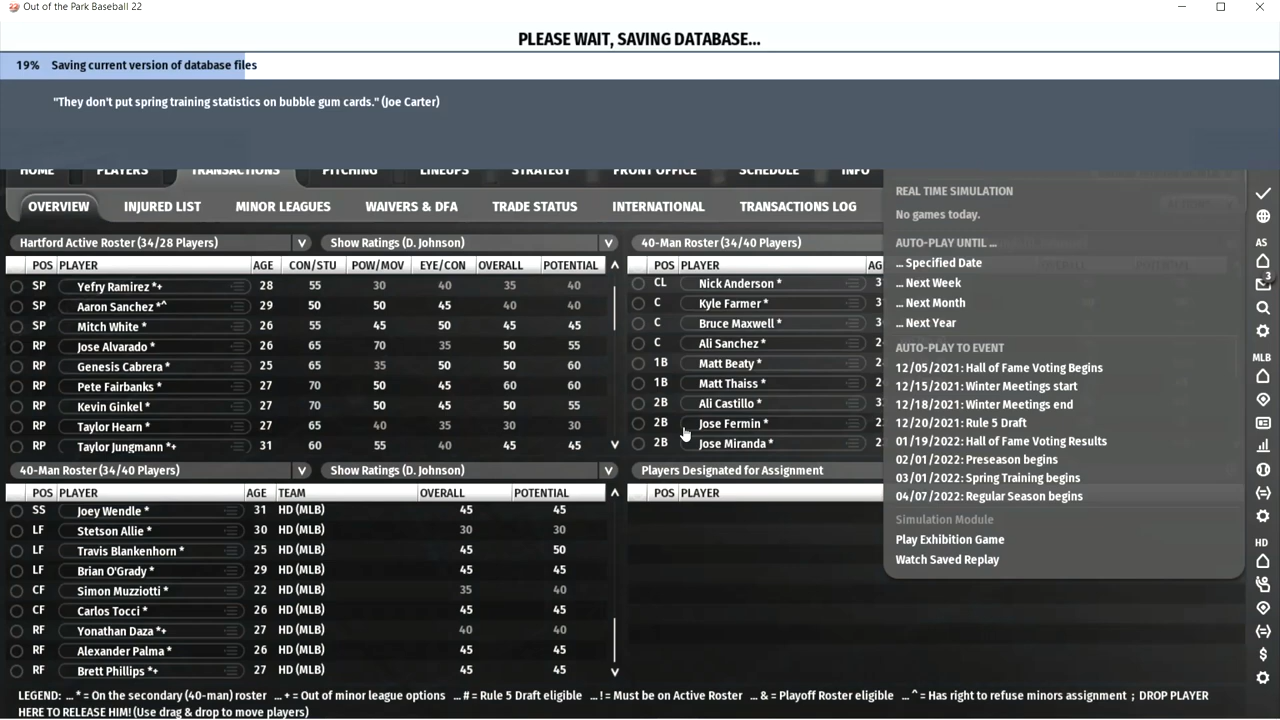 Out of the Park Baseball 22
PLEASE WAIT, SAVING DATABASE...
19% Saving current version of database files
"They don't put spring training statistics on bubble gum cards." (Joe Carter)
HOME PLAYERS TRANSACTIONS PITCHING LINEUPS STRATEGY FRONT OFFICE SCHEDULE INFO
OVERVIEW INJURED LIST MINOR LEAGUES WAIVERS & DFA TRADE STATUS INTERNATIONAL TRANSACTIONS LOG
Hartford Active Roster (34/28 Players) Show Ratings (D. Johnson)
POS PLAYER AGE CON/STU POW/MOV EYE/CON OVERALL POTENTIAL
SP Yefry Ramirez *+ 28 55 30 40 35 40
SP Aaron Sanchez *^ 29 50 50 45 40 40
SP Mitch White * 26 55 45 50 45 45
RP Jose Alvarado * 26 65 70 35 50 55
RP Genesis Cabrera * 25 65 35 50 50 60
RP Pete Fairbanks * 27 70 50 45 60 60
RP Kevin Ginkel * 27 70 50 45 50 55
RP Taylor Hearn * 27 65 40 35 30 30
RP Taylor Jungmann *+ 31 60 55 40 45 45
40-Man Roster (34/40 Players)
POS PLAYER AG
CL Nick Anderson * 3
C Kyle Farmer * 3
C Bruce Maxwell * 3
C Ali Sanchez * 2
1B Matt Beaty * 2
1B Matt Thaiss * 2
2B Ali Castillo * 3
2B Jose Fermin * 2
2B Jose Miranda * 2
40-Man Roster (34/40 Players) Show Ratings (D. Johnson)
POS PLAYER AGE TEAM OVERALL POTENTIAL
SS Joey Wendle * 31 HD (MLB) 45 45
LF Stetson Allie * 30 HD (MLB) 30 30
LF Travis Blankenhorn * 25 HD (MLB) 45 50
LF Brian O'Grady * 29 HD (MLB) 45 45
CF Simon Muzziotti * 22 HD (MLB) 35 40
CF Carlos Tocci * 26 HD (MLB) 45 45
RF Yonathan Daza *+ 27 HD (MLB) 40 40
RF Alexander Palma * 26 HD (MLB) 45 45
RF Brett Phillips *+ 27 HD (MLB) 45 45
Players Designated for Assignment
POS PLAYER
REAL TIME SIMULATION
No games today.
AUTO-PLAY UNTIL ...
... Specified Date
... Next Week
... Next Month
... Next Year
AUTO-PLAY TO EVENT
12/05/2021: Hall of Fame Voting Begins
12/15/2021: Winter Meetings start
12/18/2021: Winter Meetings end
12/20/2021: Rule 5 Draft
01/19/2022: Hall of Fame Voting Results
02/01/2022: Preseason begins
03/01/2022: Spring Training begins
04/07/2022: Regular Season begins
Simulation Module
Play Exhibition Game
Watch Saved Replay
AS
3
MLB
HD
LEGEND: ... * = On the secondary (40-man) roster ... + = Out of minor league options ... # = Rule 5 Draft eligible ... ! = Must be on Active Roster ... & = Playoff Roster eligible ... ^ = Has right to refuse minors assignment ; DROP PLAYER
HERE TO RELEASE HIM! (Use drag & drop to move players)